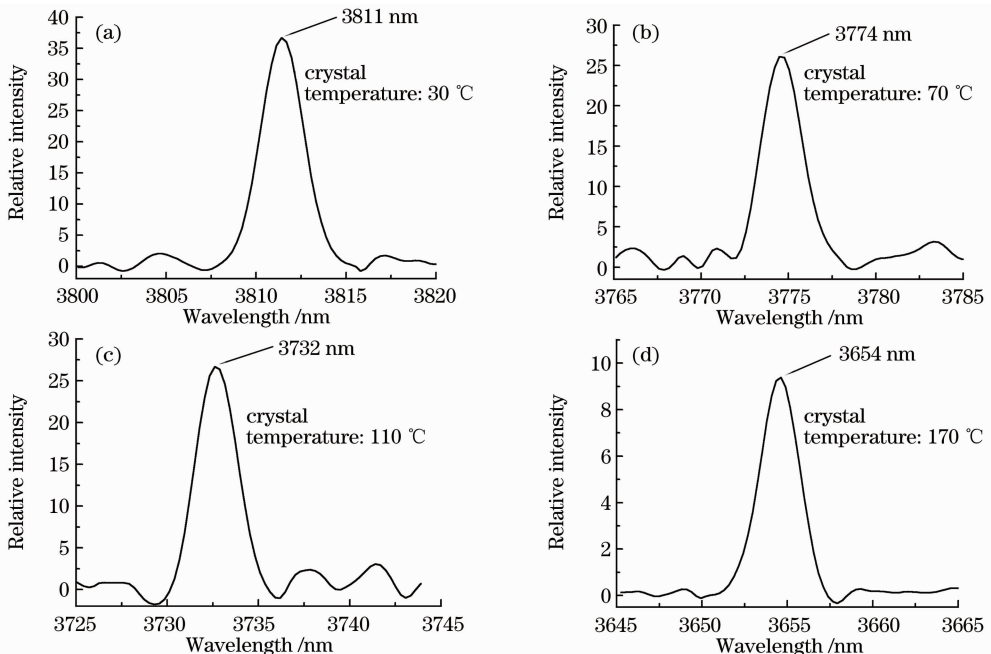 (a)
3811 nm
crystal
temperature: 30 ℃
Relative intensity
40
35
30
25
20
15
10
5
0
3800 3805 3810 3815 3820
Wavelength /nm
(b)
3774 nm
crystal
temperature: 70 ℃
Relative intensity
30
25
20
15
10
5
0
3765 3770 3775 3780 3785
Wavelength /nm
(c)
3732 nm
crystal
temperature: 110 ℃
Relative intensity
30
25
20
15
10
5
0
3725 3730 3735 3740 3745
Wavelength /nm
(d)
3654 nm
crystal
temperature: 170 ℃
Relative intensity
10
8
6
4
2
0
3645 3650 3655 3660 3665
Wavelength /nm